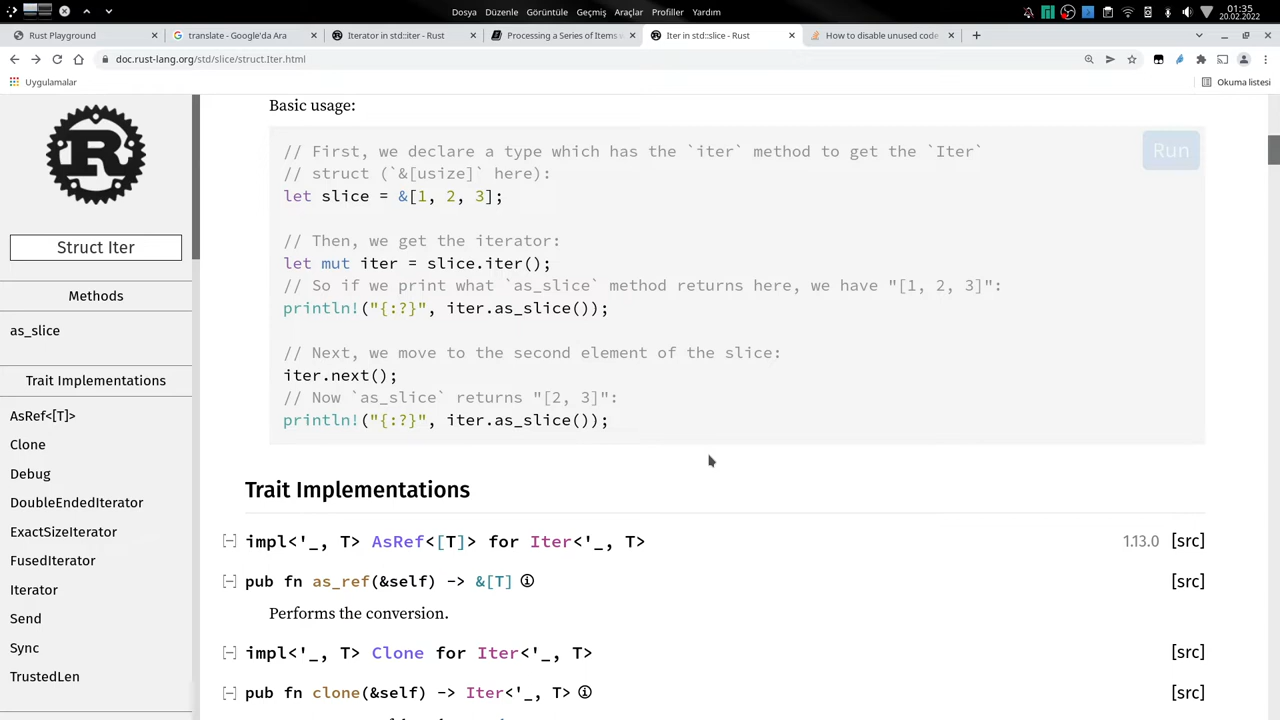 Dosya Düzenle Görüntüle Geçmiş Araçlar Profiller Yardım
01:35
20.02.2022
Rust Playground
translate - Google'da Ara
Iterator in std::iter - Rust
Processing a Series of Items
Iter in std::slice - Rust
How to disable unused code
doc.rust-lang.org/std/slice/struct.Iter.html
Uygulamalar
Okuma listesi
Struct Iter
Methods
as_slice
Trait Implementations
AsRef<[T]>
Clone
Debug
DoubleEndedIterator
ExactSizeIterator
FusedIterator
Iterator
Send
Sync
TrustedLen
Basic usage:
Run
// First, we declare a type which has the `iter` method to get the `Iter`
// struct (`&[usize]` here):
let slice = &[1, 2, 3];
// Then, we get the iterator:
let mut iter = slice.iter();
// So if we print what `as_slice` method returns here, we have "[1, 2, 3]":
println!("{:?}", iter.as_slice());
// Next, we move to the second element of the slice:
iter.next();
// Now `as_slice` returns "[2, 3]":
println!("{:?}", iter.as_slice());
Trait Implementations
[-] impl<'_, T> AsRef<[T]> for Iter<'_, T> 1.13.0 [src]
[-] pub fn as_ref(&self) -> &[T] ⓘ [src]
Performs the conversion.
[-] impl<'_, T> Clone for Iter<'_, T> [src]
[-] pub fn clone(&self) -> Iter<'_, T> ⓘ [src]